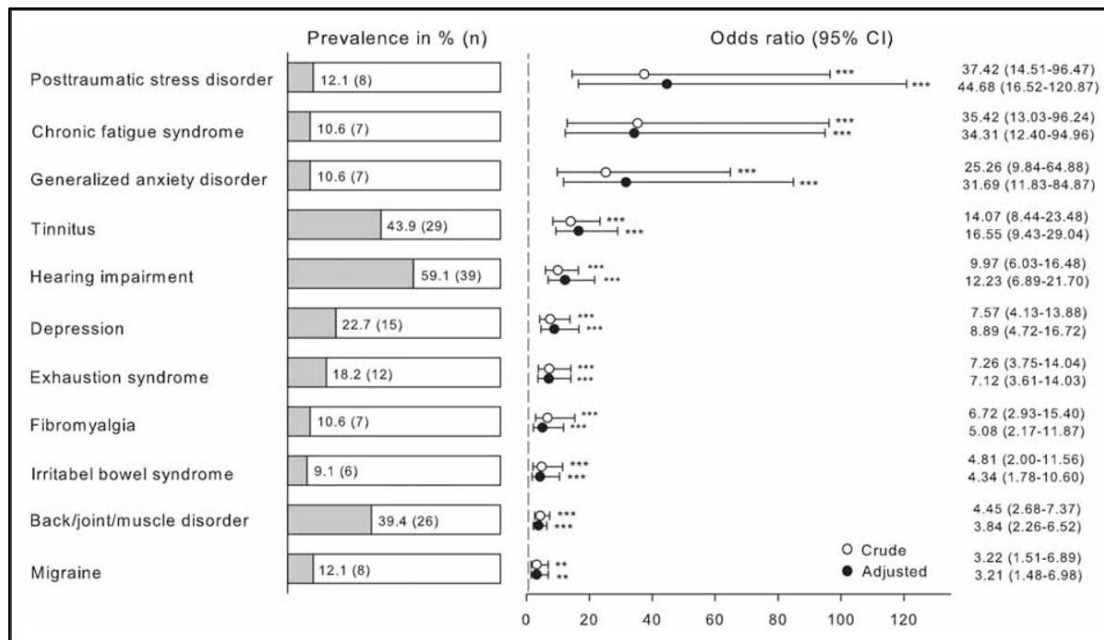 Prevalence in % (n) Odds ratio (95% CI)
Posttraumatic stress disorder 12.1 (8) *** 37.42 (14.51-96.47)
*** 44.68 (16.52-120.87)
Chronic fatigue syndrome 10.6 (7) *** 35.42 (13.03-96.24)
*** 34.31 (12.40-94.96)
Generalized anxiety disorder 10.6 (7) *** 25.26 (9.84-64.88)
*** 31.69 (11.83-84.87)
Tinnitus 43.9 (29) *** 14.07 (8.44-23.48)
*** 16.55 (9.43-29.04)
Hearing impairment 59.1 (39) *** 9.97 (6.03-16.48)
*** 12.23 (6.89-21.70)
Depression 22.7 (15) *** 7.57 (4.13-13.88)
*** 8.89 (4.72-16.72)
Exhaustion syndrome 18.2 (12) *** 7.26 (3.75-14.04)
*** 7.12 (3.61-14.03)
Fibromyalgia 10.6 (7) *** 6.72 (2.93-15.40)
*** 5.08 (2.17-11.87)
Irritabel bowel syndrome 9.1 (6) *** 4.81 (2.00-11.56)
*** 4.34 (1.78-10.60)
Back/joint/muscle disorder 39.4 (26) *** 4.45 (2.68-7.37)
*** 3.84 (2.26-6.52)
Migraine 12.1 (8) ** Crude 3.22 (1.51-6.89)
** Adjusted 3.21 (1.48-6.98)
0 20 40 60 80 100 120